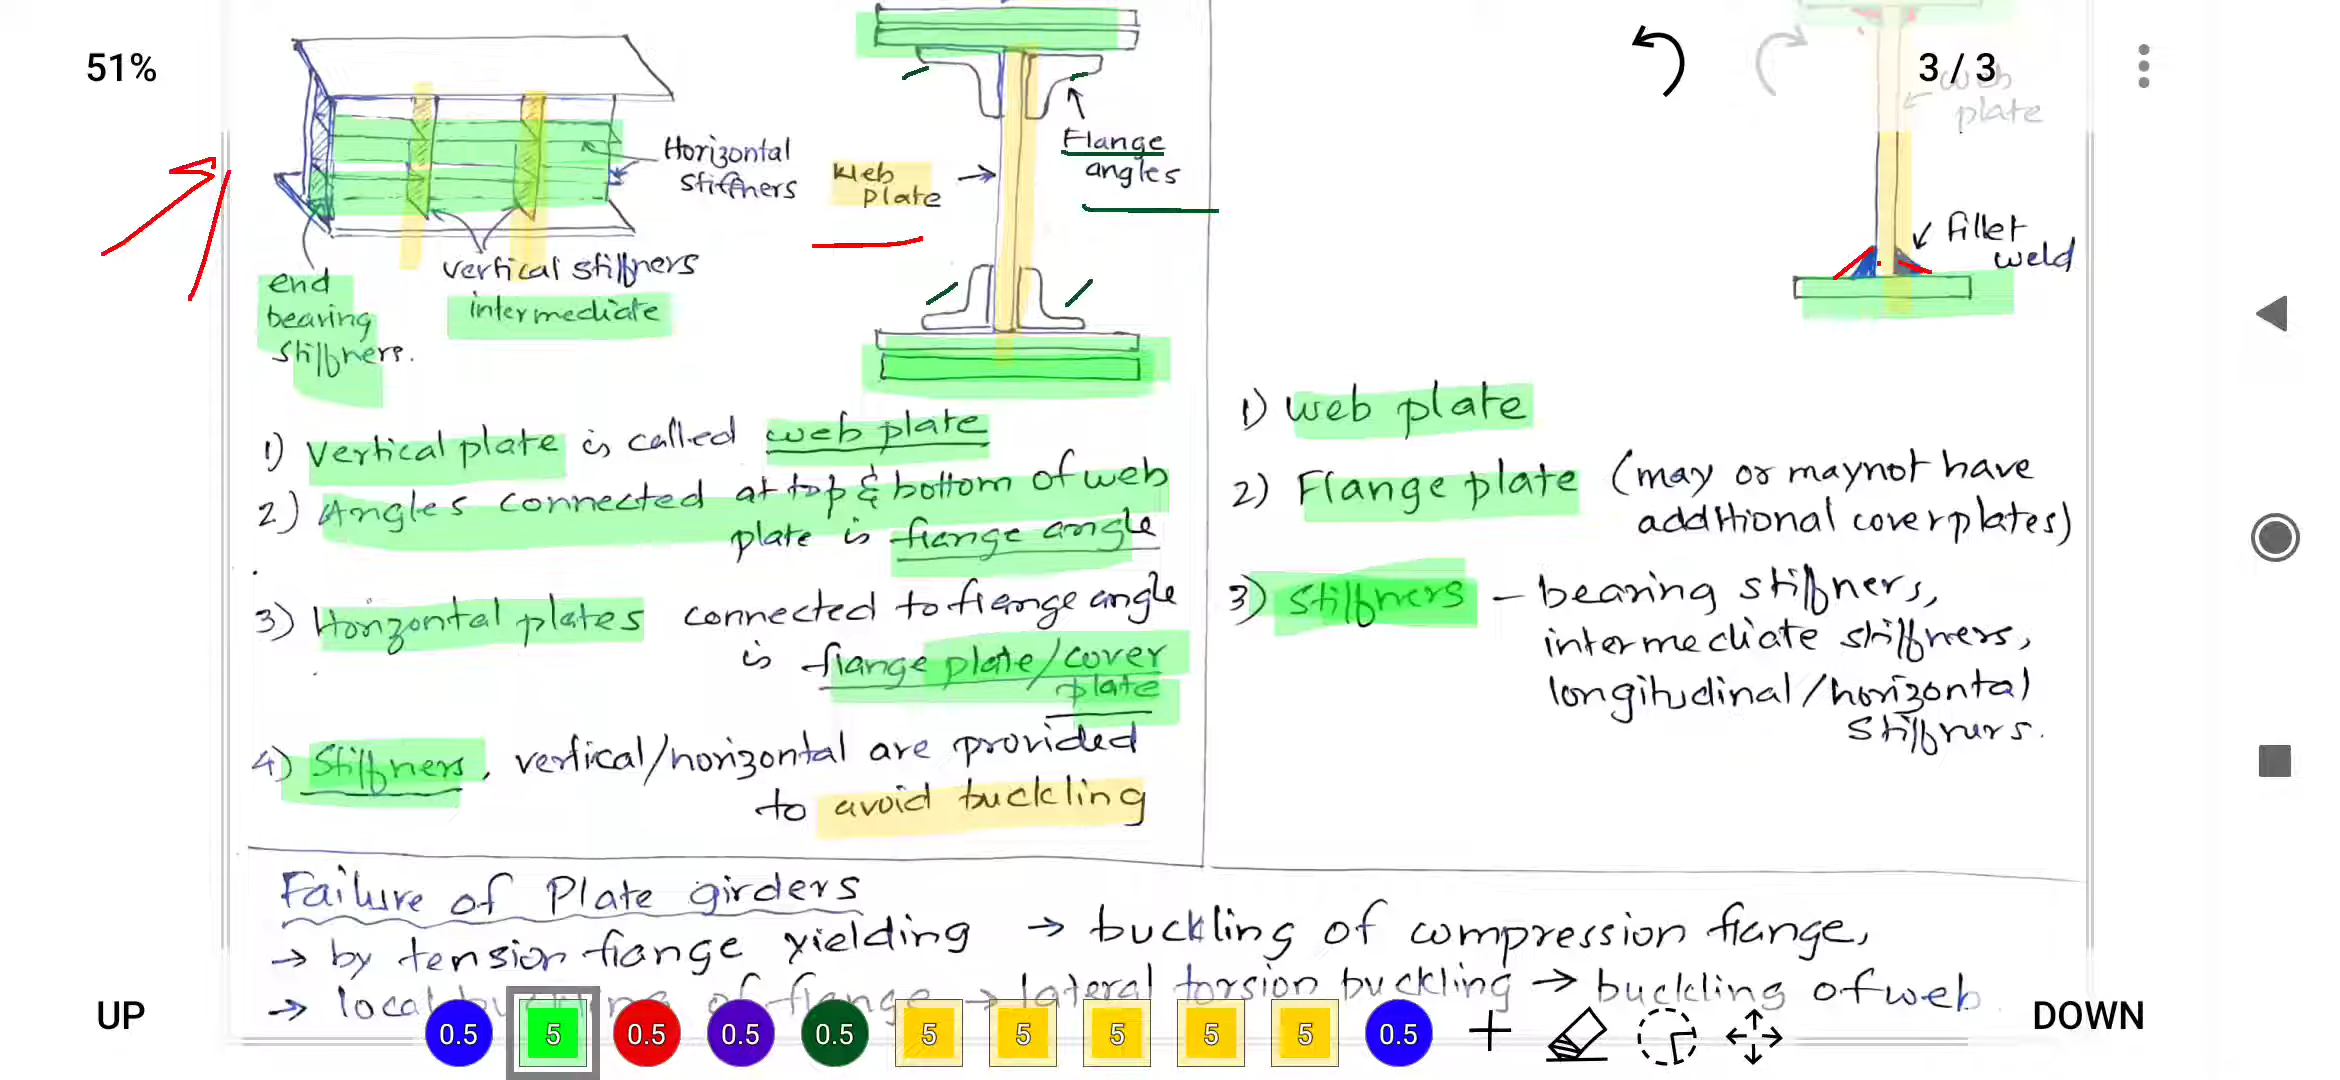 51%
3 / 3
web
plate
Horizontal
stiffners
Web
plate
Flange
angles
fillet
weld
end
bearing
stiffners.
vertical stiffners
intermediate
1) Vertical plate is called web plate
2) Angles connected at top & bottom of web
plate is flange angle
3) Horizontal plates connected to flange angle
is flange plate/cover
plate
4) Stiffners, vertical/horizontal are provided
to avoid buckling
1) web plate
2) Flange plate (may or maynot have
additional coverplates)
3) Stiffners – bearing stiffners,
intermediate stiffners,
longitudinal/horizontal
stiffners.
Failure of Plate girders
→ by tension flange yielding → buckling of compression flange,
→ local buckling of flange → lateral torsion buckling → buckling of web
UP
0.5 5 0.5 0.5 0.5 5 5 5 5 5 0.5
DOWN